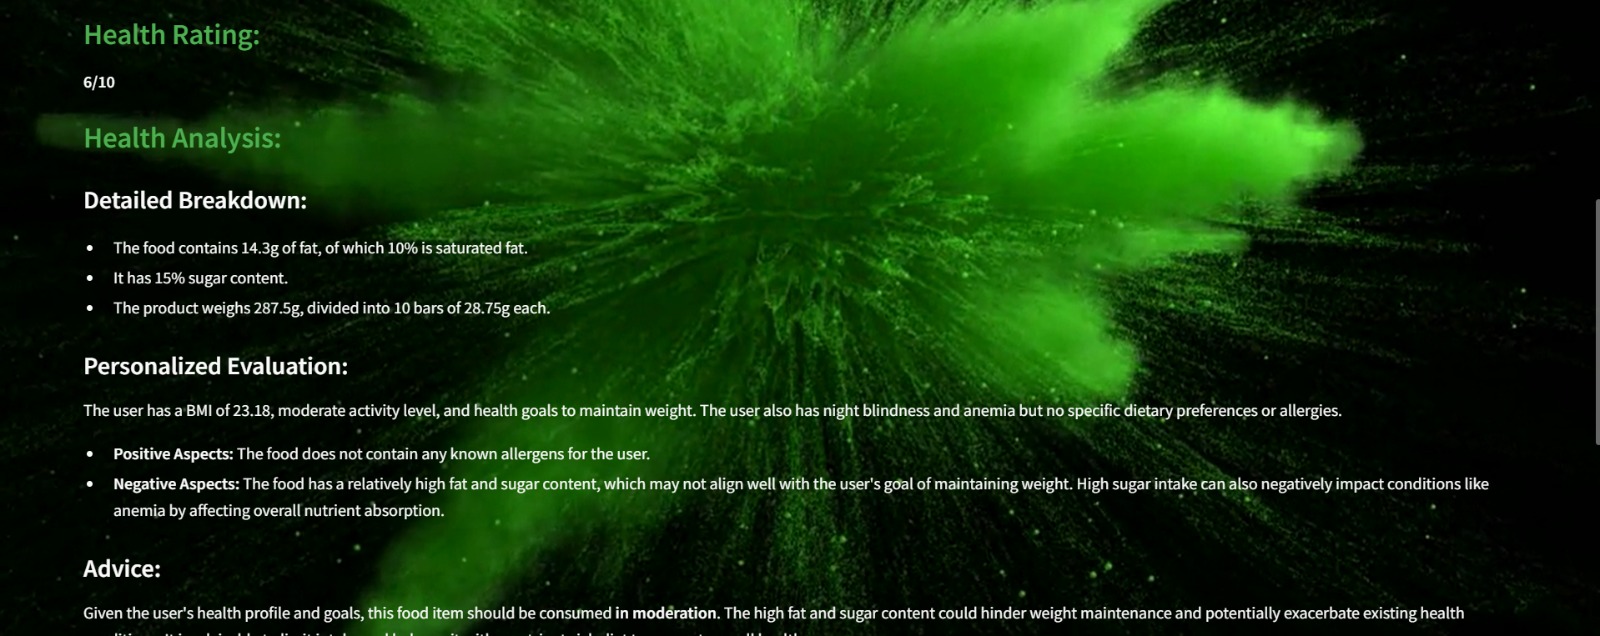 Health Rating:
6/10
Health Analysis:
Detailed Breakdown:
• The food contains 14.3g of fat, of which 10% is saturated fat.
• It has 15% sugar content.
• The product weighs 287.5g, divided into 10 bars of 28.75g each.
Personalized Evaluation:
The user has a BMI of 23.18, moderate activity level, and health goals to maintain weight. The user also has night blindness and anemia but no specific dietary preferences or allergies.
• Positive Aspects: The food does not contain any known allergens for the user.
• Negative Aspects: The food has a relatively high fat and sugar content, which may not align well with the user's goal of maintaining weight. High sugar intake can also negatively impact conditions like
anemia by affecting overall nutrient absorption.
Advice:
Given the user's health profile and goals, this food item should be consumed in moderation. The high fat and sugar content could hinder weight maintenance and potentially exacerbate existing health